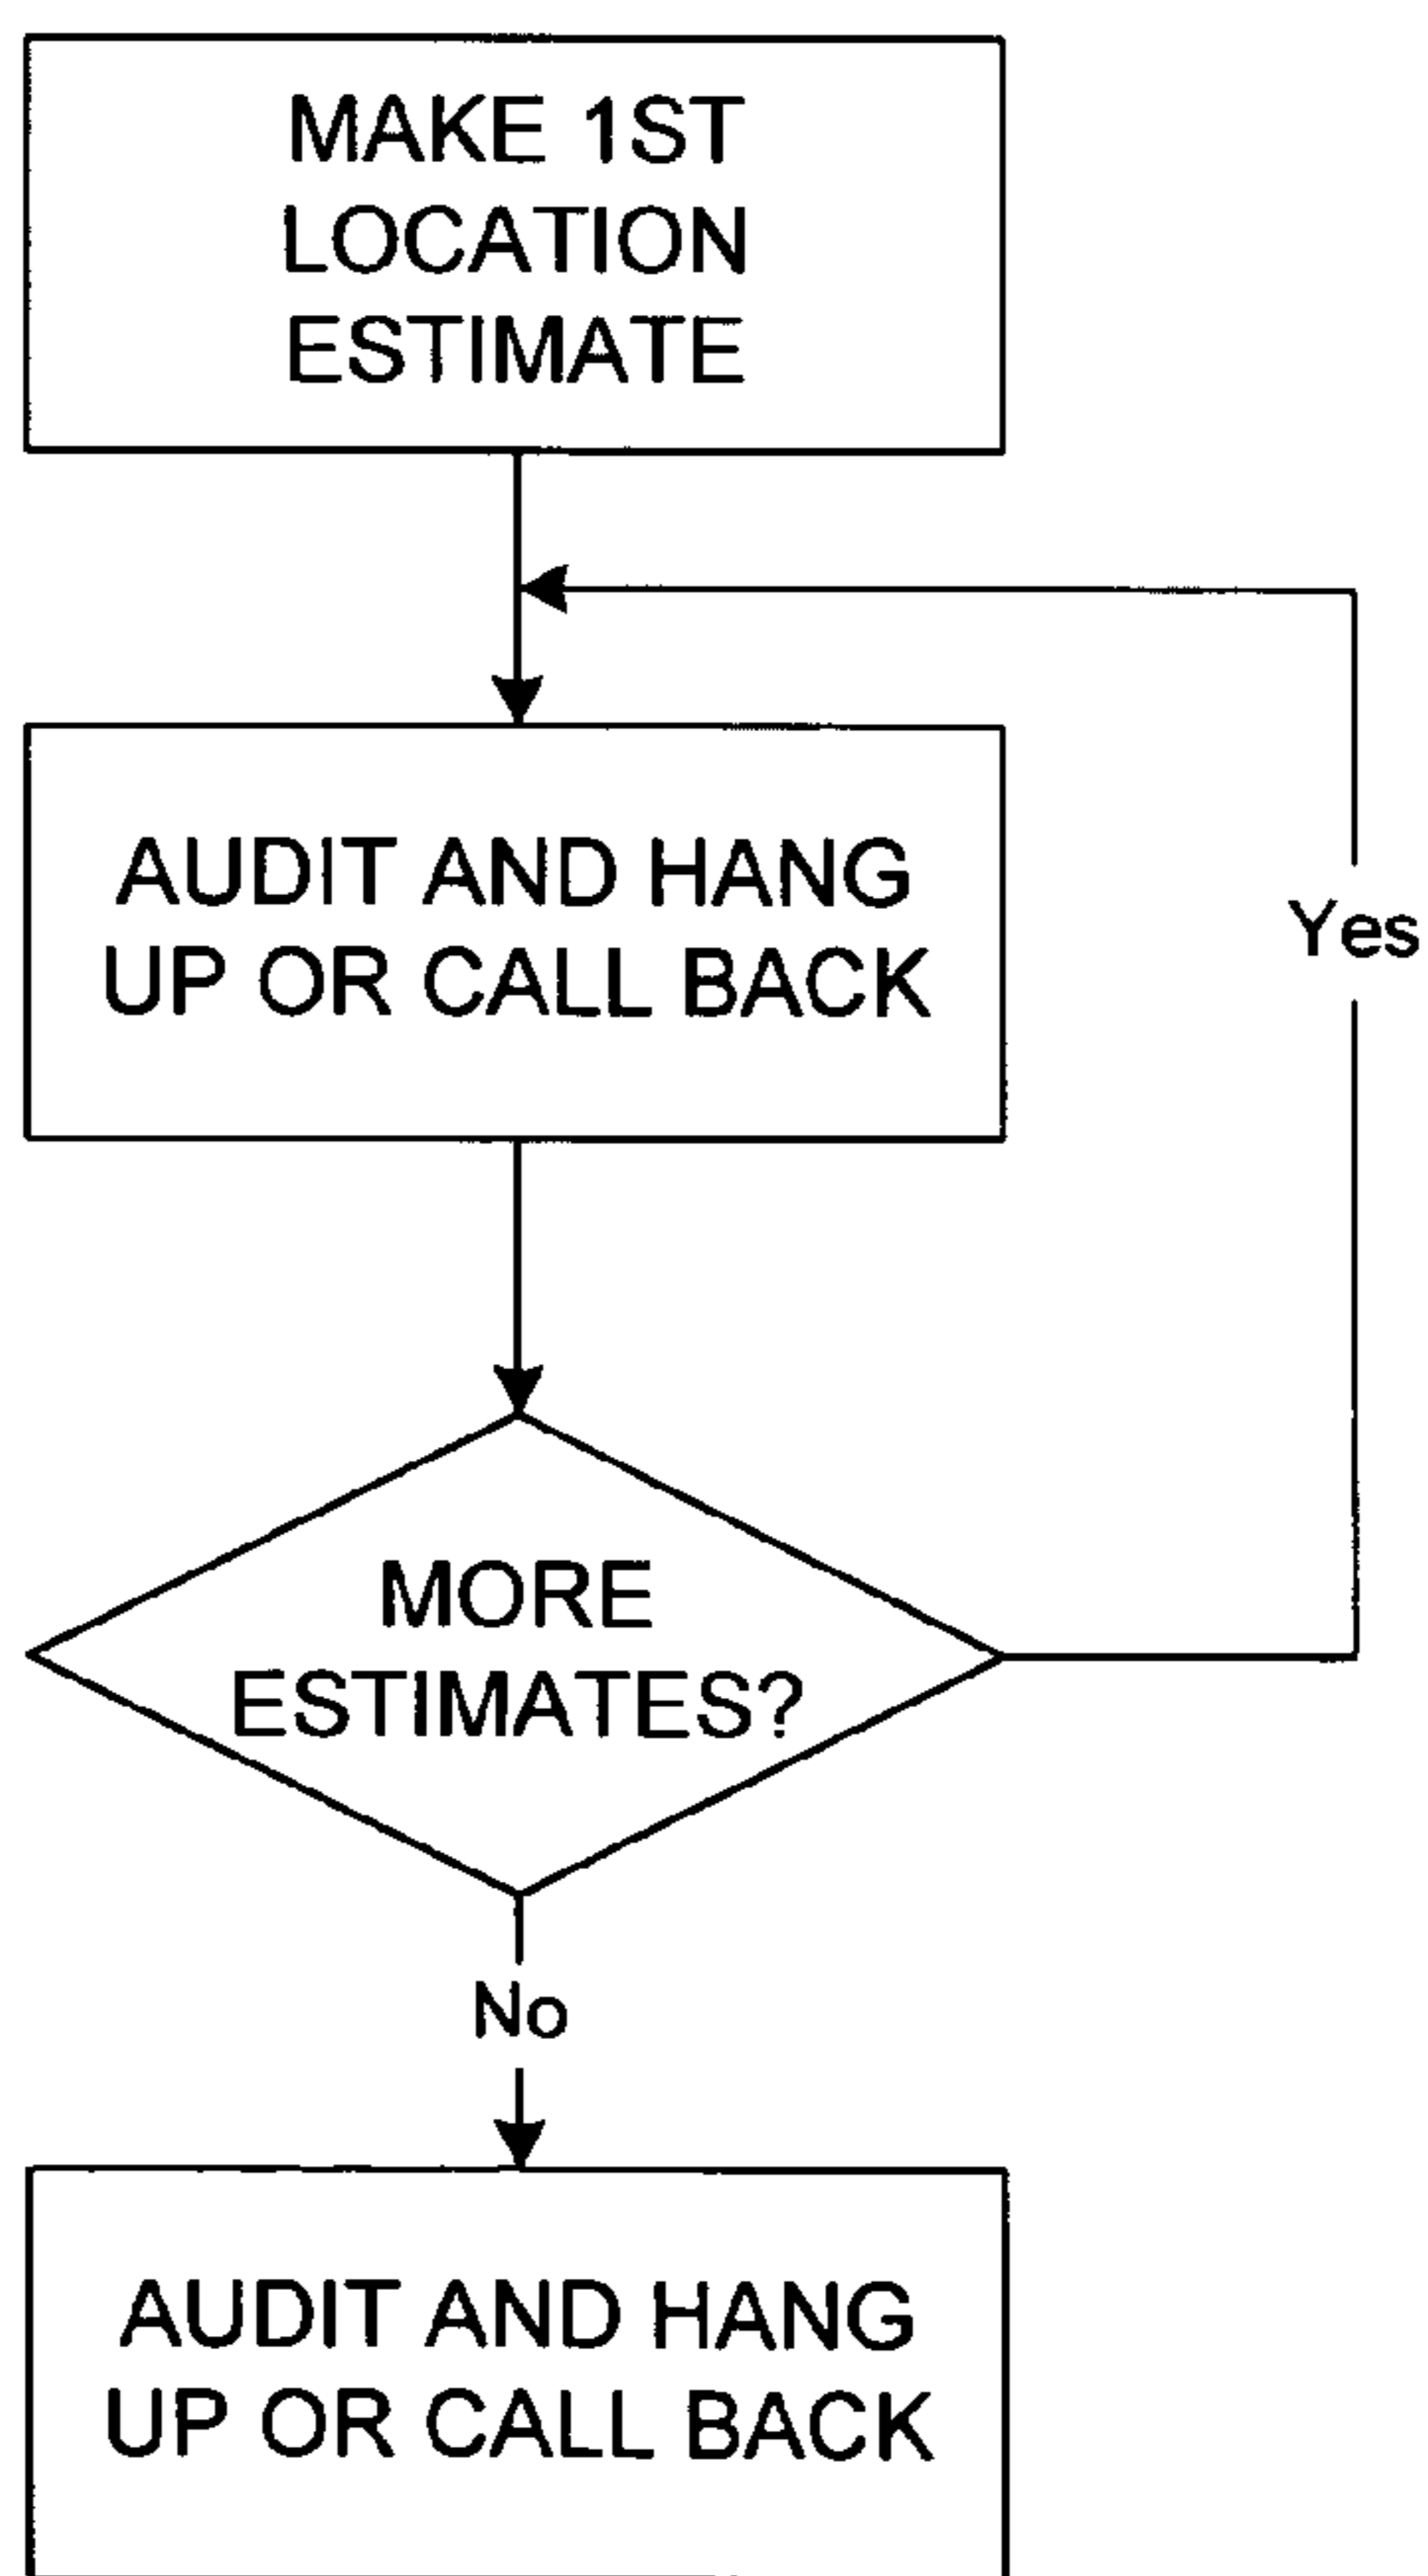 MAKE 1ST
LOCATION
ESTIMATE
AUDIT AND HANG
UP OR CALL BACK
Yes
MORE
ESTIMATES?
No
AUDIT AND HANG
UP OR CALL BACK